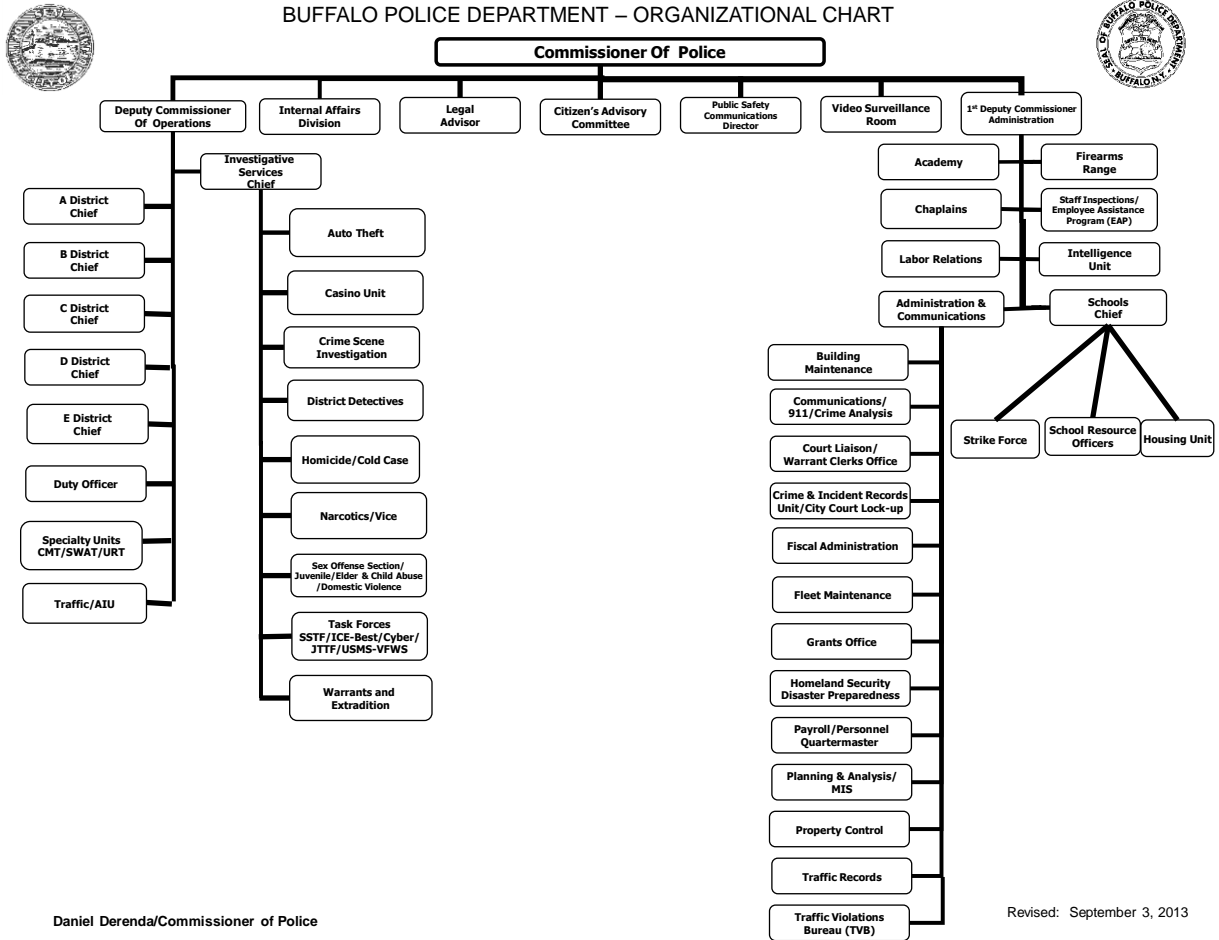 BUFFALO POLICE DEPARTMENT – ORGANIZATIONAL CHART
Commissioner Of Police
Deputy Commissioner
Of Operations
Internal Affairs
Division
Legal
Advisor
Citizen's Advisory
Committee
Public Safety
Communications
Director
Video Surveillance
Room
1st Deputy Commissioner
Administration
Investigative
Services
Chief
A District
Chief
B District
Chief
C District
Chief
D District
Chief
E District
Chief
Duty Officer
Specialty Units
CMT/SWAT/URT
Traffic/AIU
Auto Theft
Casino Unit
Crime Scene
Investigation
District Detectives
Homicide/Cold Case
Narcotics/Vice
Sex Offense Section/
Juvenile/Elder & Child Abuse
/Domestic Violence
Task Forces
SSTF/ICE-Best/Cyber/
JTTF/USMS-VFWS
Warrants and
Extradition
Academy
Firearms
Range
Chaplains
Staff Inspections/
Employee Assistance
Program (EAP)
Labor Relations
Intelligence
Unit
Administration &
Communications
Schools
Chief
Building
Maintenance
Communications/
911/Crime Analysis
Court Liaison/
Warrant Clerks Office
Crime & Incident Records
Unit/City Court Lock-up
Fiscal Administration
Fleet Maintenance
Grants Office
Homeland Security
Disaster Preparedness
Payroll/Personnel
Quartermaster
Planning & Analysis/
MIS
Property Control
Traffic Records
Traffic Violations
Bureau (TVB)
Strike Force
School Resource
Officers
Housing Unit
SEAL OF BUFFALO POLICE DEPARTMENT
BUFFALO, N.Y.
Daniel Derenda/Commissioner of Police
Revised: September 3, 2013